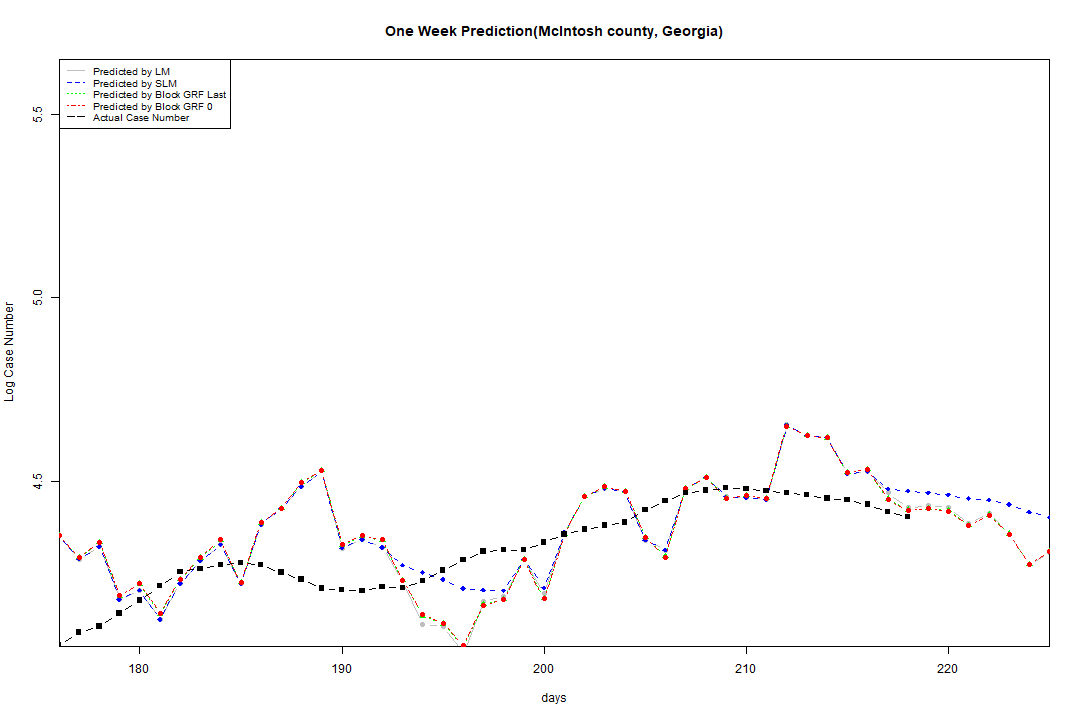 One Week Prediction(McIntosh county, Georgia)
Predicted by LM
Predicted by SLM
Predicted by Block GRF Last
Predicted by Block GRF 0
Actual Case Number
5.5
5.0
4.5
Log Case Number
180 190 200 210 220
days